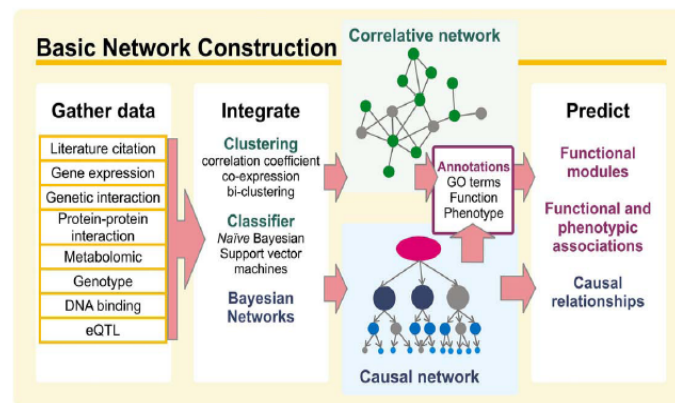 Basic Network Construction
Correlative network
Gather data
Literature citation
Gene expression
Genetic interaction
Protein-protein
interaction
Metabolomic
Genotype
DNA binding
eQTL
Integrate
Clustering
correlation coefficient
co-expression
bi-clustering
Classifier
Naïve Bayesian
Support vector
machines
Bayesian
Networks
Annotations
GO terms
Function
Phenotype
Causal network
Predict
Functional
modules
Functional and
phenotypic
associations
Causal
relationships